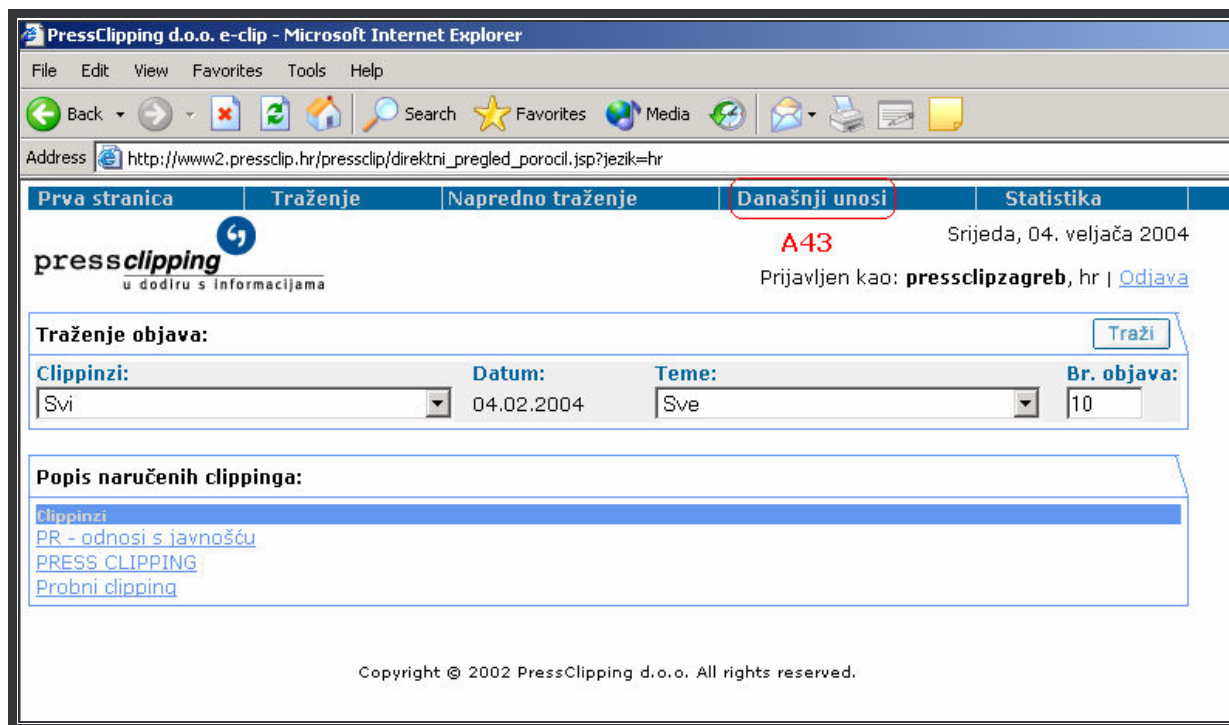 PressClipping d.o.o. e-clip - Microsoft Internet Explorer
File Edit View Favorites Tools Help
Back Search Favorites Media
Address http://www2.pressclip.hr/pressclip/direktni_pregled_porocil.jsp?jezik=hr
Prva stranica Traženje Napredno traženje Današnji unosi Statistika
A43
Srijeda, 04. veljača 2004
pressclipping
u dodiru s informacijama
Prijavljen kao: pressclipzagreb, hr | Odjava
Traženje objava: Traži
Clippinzi: Datum: Teme: Br. objava:
Svi 04.02.2004 Sve 10
Popis naručenih clippinga:
Clippinzi
PR - odnosi s javnošću
PRESS CLIPPING
Probni clipping
Copyright © 2002 PressClipping d.o.o. All rights reserved.